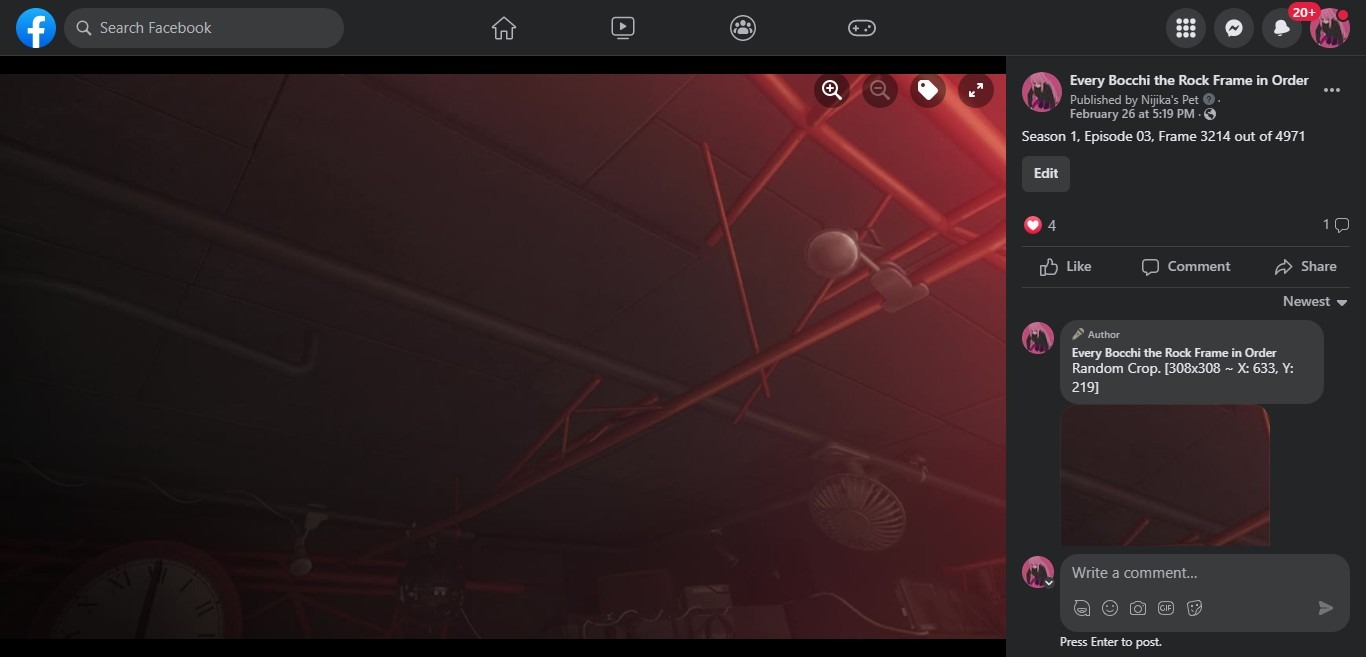 Search Facebook
20+
Every Bocchi the Rock Frame in Order
Published by Nijika's Pet ·
February 26 at 5:19 PM ·
Season 1, Episode 03, Frame 3214 out of 4971
Edit
4
1
Like
Comment
Share
Newest
Author
Every Bocchi the Rock Frame in Order
Random Crop. [308x308 ~ X: 633, Y:
219]
Write a comment...
GIF
Press Enter to post.